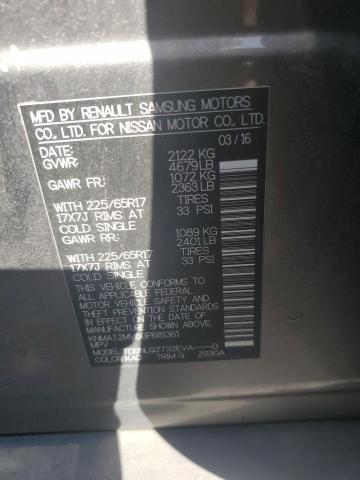 MFD BY RENAULT SAMSUNG MOTORS
CO., LTD. FOR NISSAN MOTOR CO., LTD.
DATE: 03/16
GVWR: 2122 KG
4679 LB
GAWR FR: 1072 KG
2363 LB
WITH 225/65R17 TIRES
17X7J RIMS AT 33 PSI
COLD SINGLE
GAWR RR: 1089 KG
2401 LB
WITH 225/65R17 TIRES
17X7J RIMS AT 33 PSI
COLD SINGLE
THIS VEHICLE CONFORMS TO
ALL APPLICABLE FEDERAL
MOTOR VEHICLE SAFETY
STANDARDS IN EFFECT ON THE
DATE OF MANUFACTURE SHOWN
ABOVE.
KNMAT2MV6GP681361
MPV
MODEL:
COLOR:KAD TRIM:G